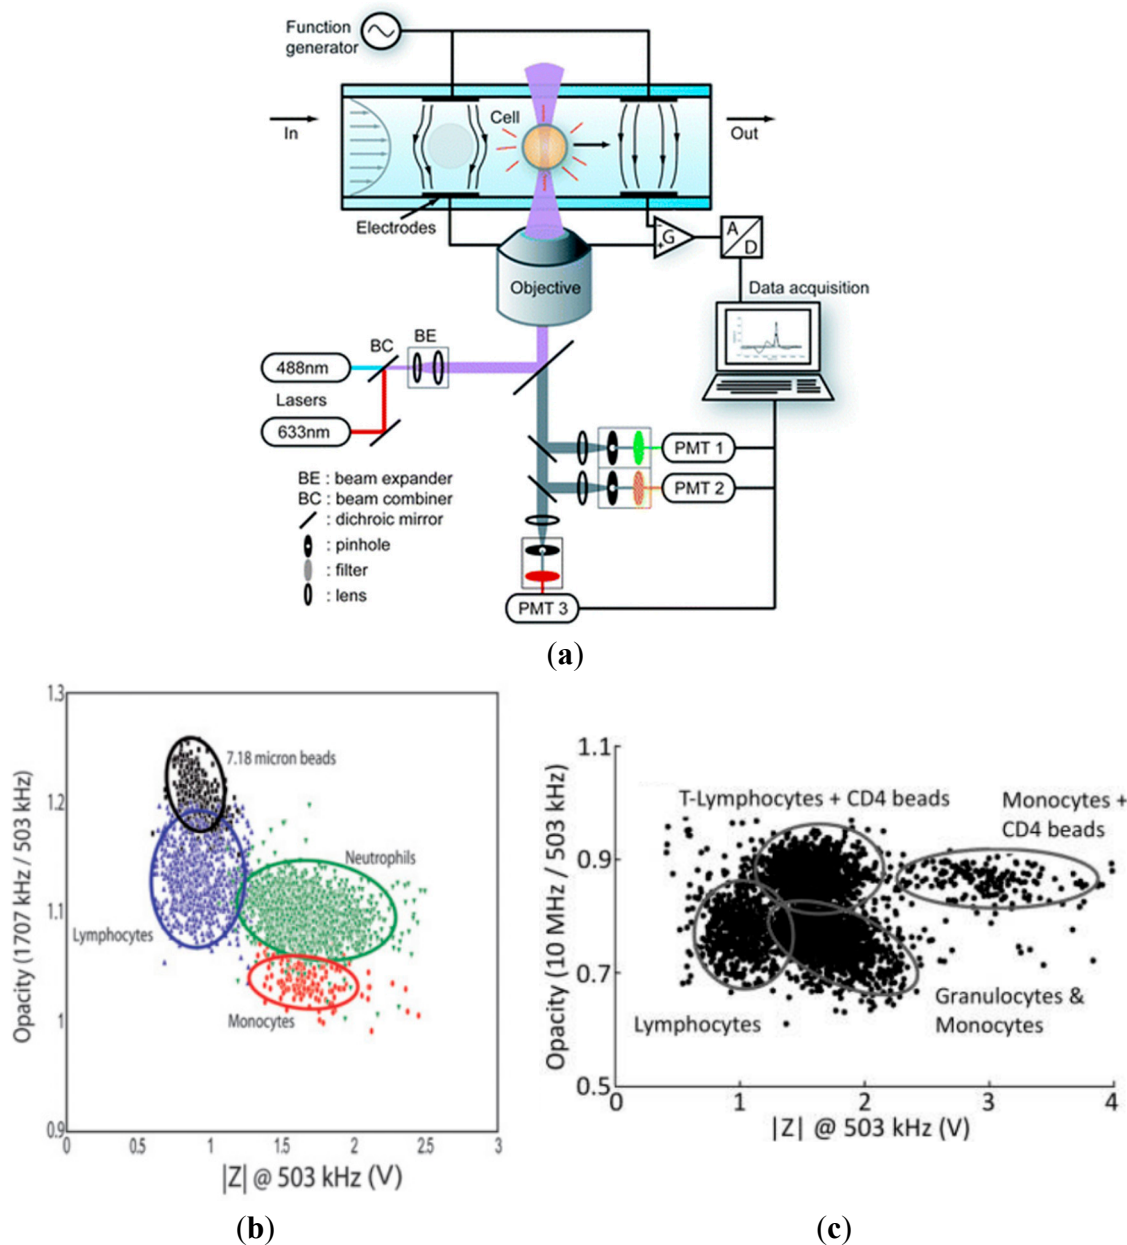 Function
generator
In
Cell
Out
Electrodes
G
A
D
Objective
Data acquisition
BC
BE
488nm
Lasers
633nm
BE : beam expander
BC : beam combiner
: dichroic mirror
: pinhole
: filter
: lens
PMT 1
PMT 2
PMT 3
(a)
Opacity (1707 kHz / 503 kHz)
1.3
1.2
1.1
1
0.9
7.18 micron beads
Neutrophils
Lymphocytes
Monocytes
0
0.5
1
1.5
2
2.5
3
|Z| @ 503 kHz (V)
(b)
Opacity (10 MHz / 503 kHz)
1.1
0.9
0.7
0.5
T-Lymphocytes + CD4 beads
Monocytes +
CD4 beads
Lymphocytes
Granulocytes &
Monocytes
0
1
2
3
4
|Z| @ 503 kHz (V)
(c)